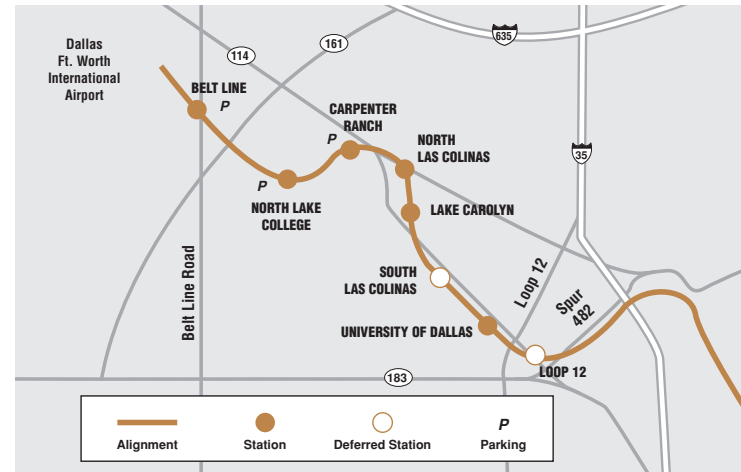 Dallas
Ft. Worth
International
Airport
114
161
635
BELT LINE
P
CARPENTER
RANCH
P
NORTH
LAS COLINAS
35
P
NORTH LAKE
COLLEGE
LAKE CAROLYN
Belt Line Road
SOUTH
LAS COLINAS
Loop 12
Spur
482
UNIVERSITY OF DALLAS
LOOP 12
183
Alignment
Station
Deferred Station
P
Parking